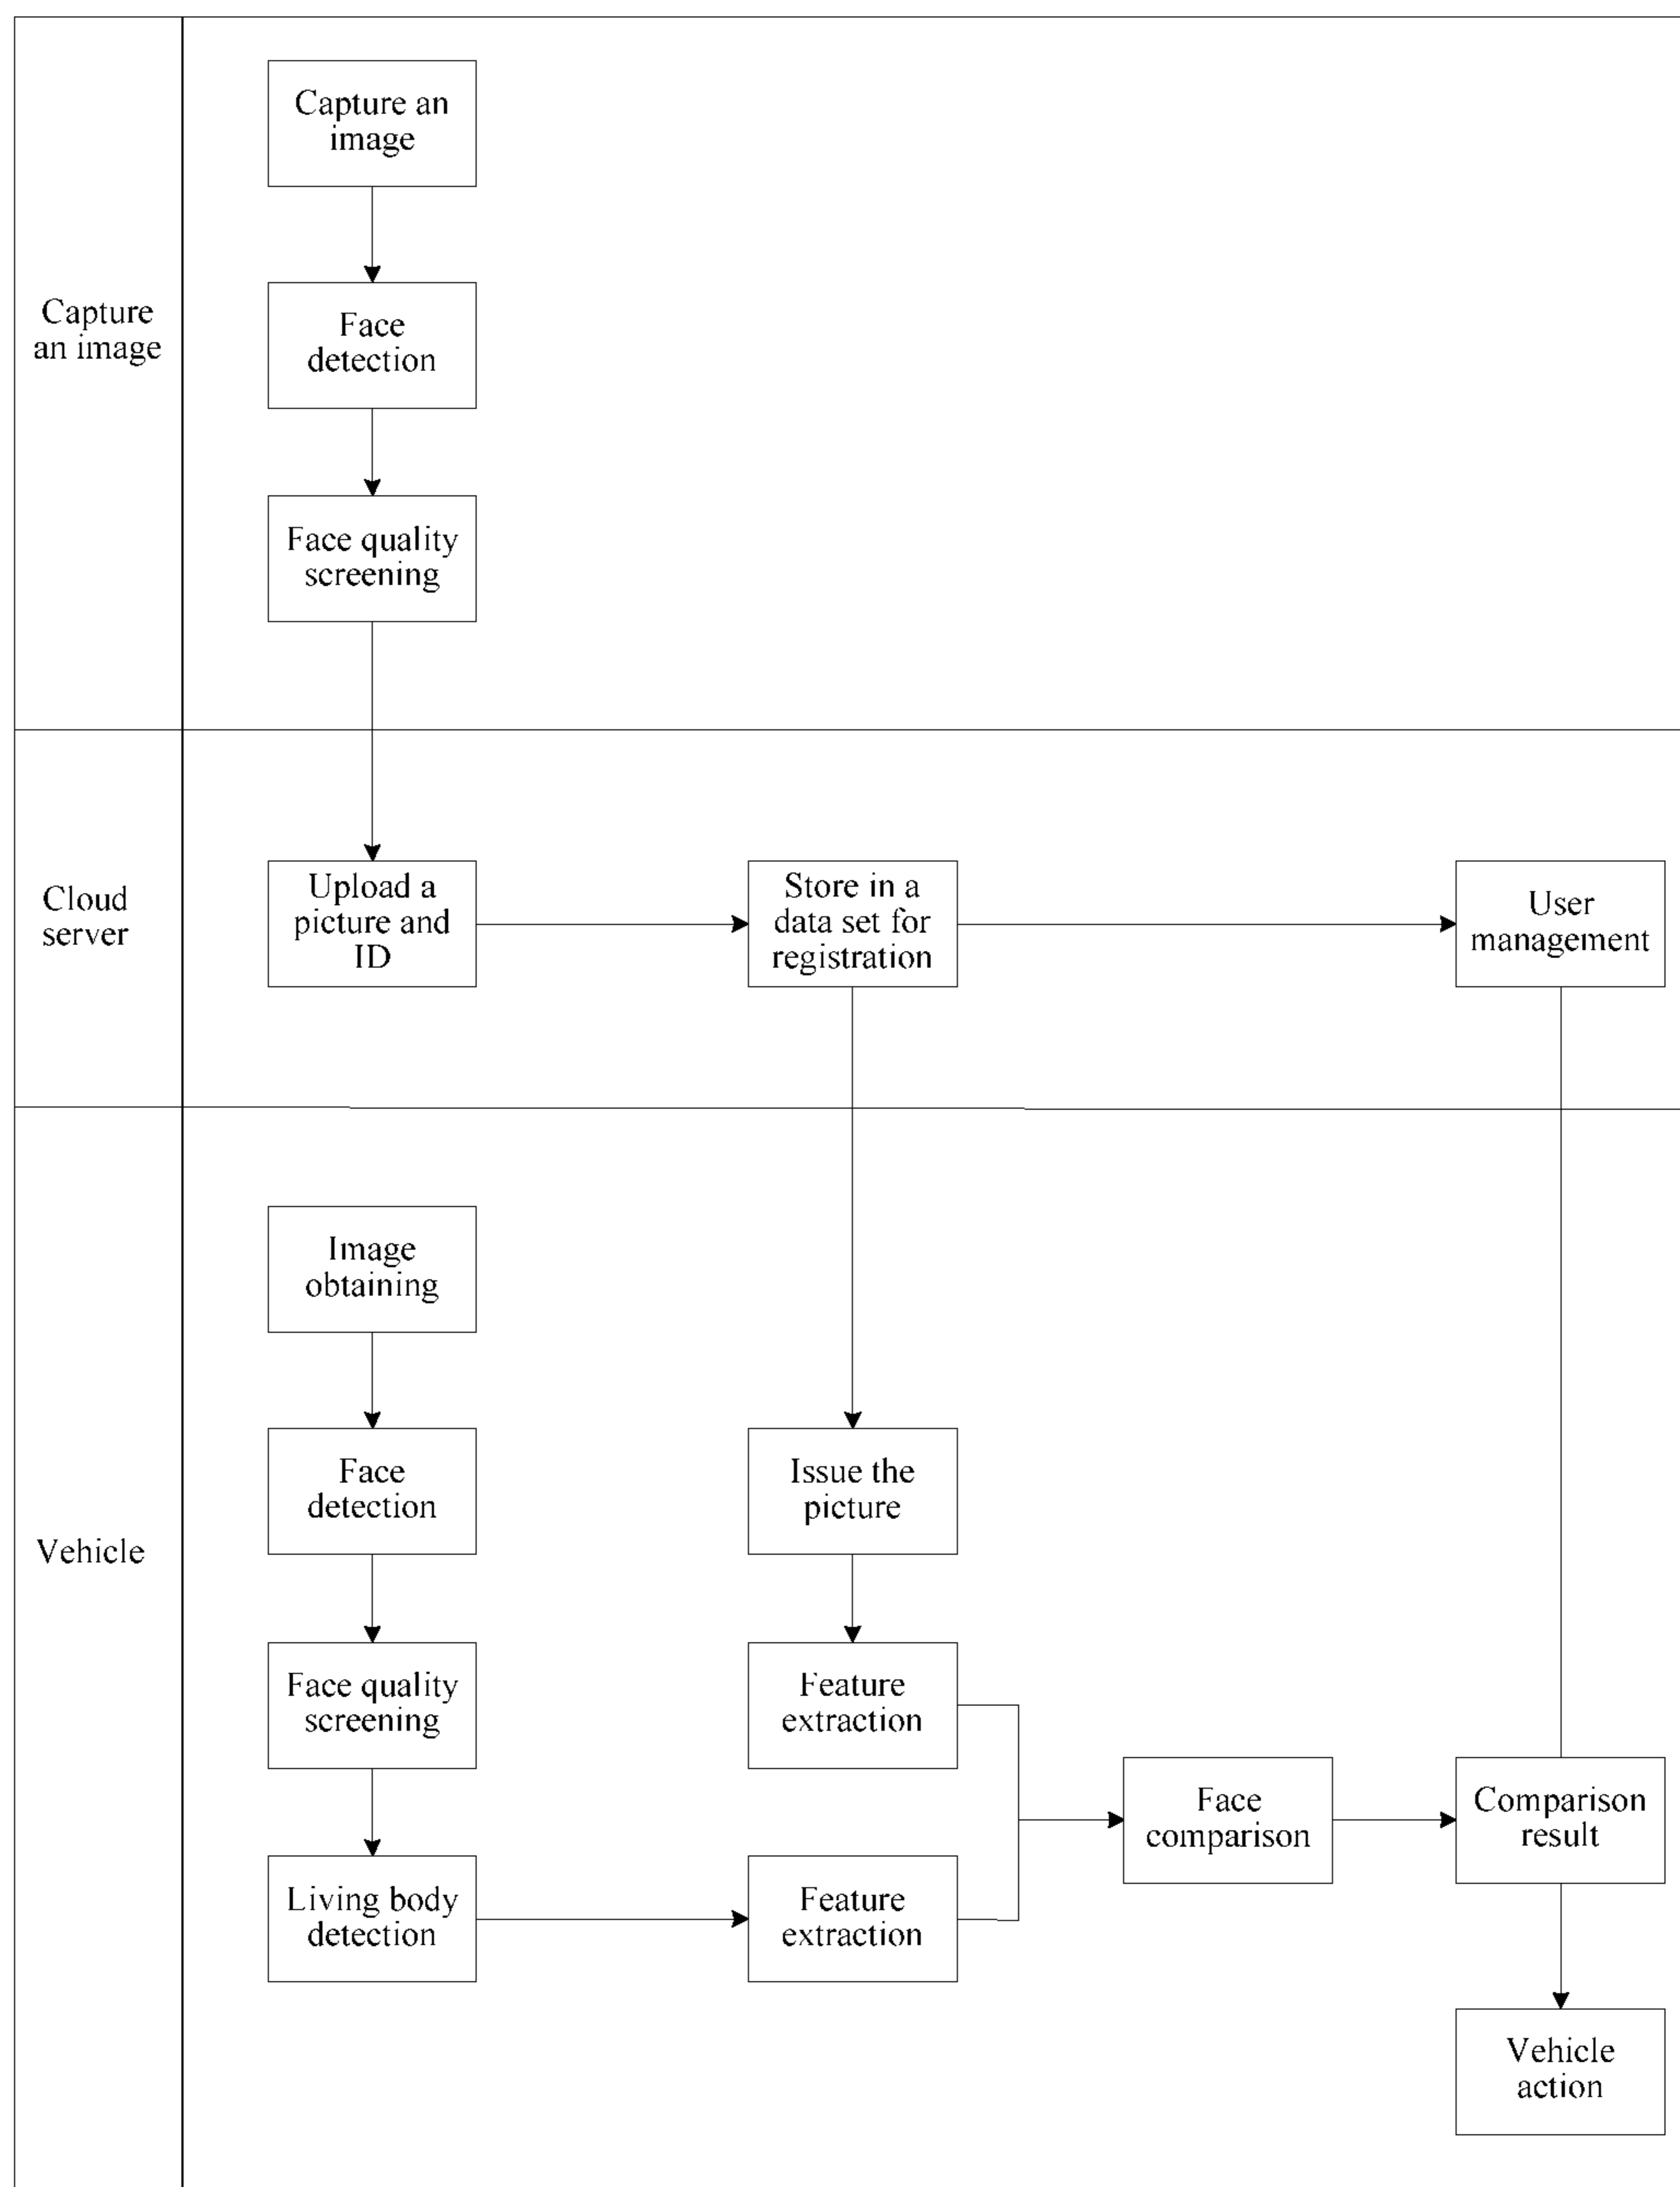 Capture
an image
Capture an
image
Face
detection
Face quality
screening
Cloud
server
Upload a
picture and
ID
Store in a
data set for
registration
User
management
Vehicle
Image
obtaining
Face
detection
Issue the
picture
Face quality
screening
Feature
extraction
Living body
detection
Feature
extraction
Face
comparison
Comparison
result
Vehicle
action